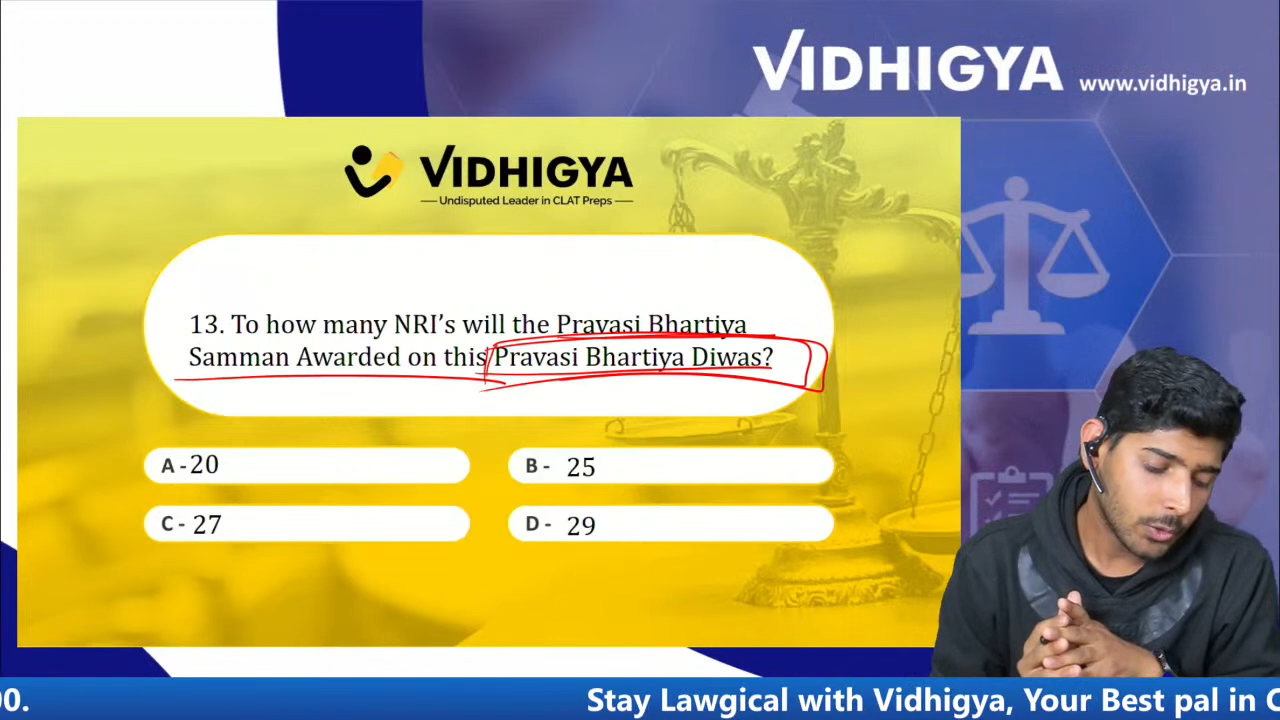 VIDHIGYA www.vidhigya.in
VIDHIGYA
Undisputed Leader in CLAT Preps
13. To how many NRI’s will the Pravasi Bhartiya
Samman Awarded on this Pravasi Bhartiya Diwas?
A - 20
B - 25
C - 27
D - 29
00. Stay Lawgical with Vidhigya, Your Best pal in C